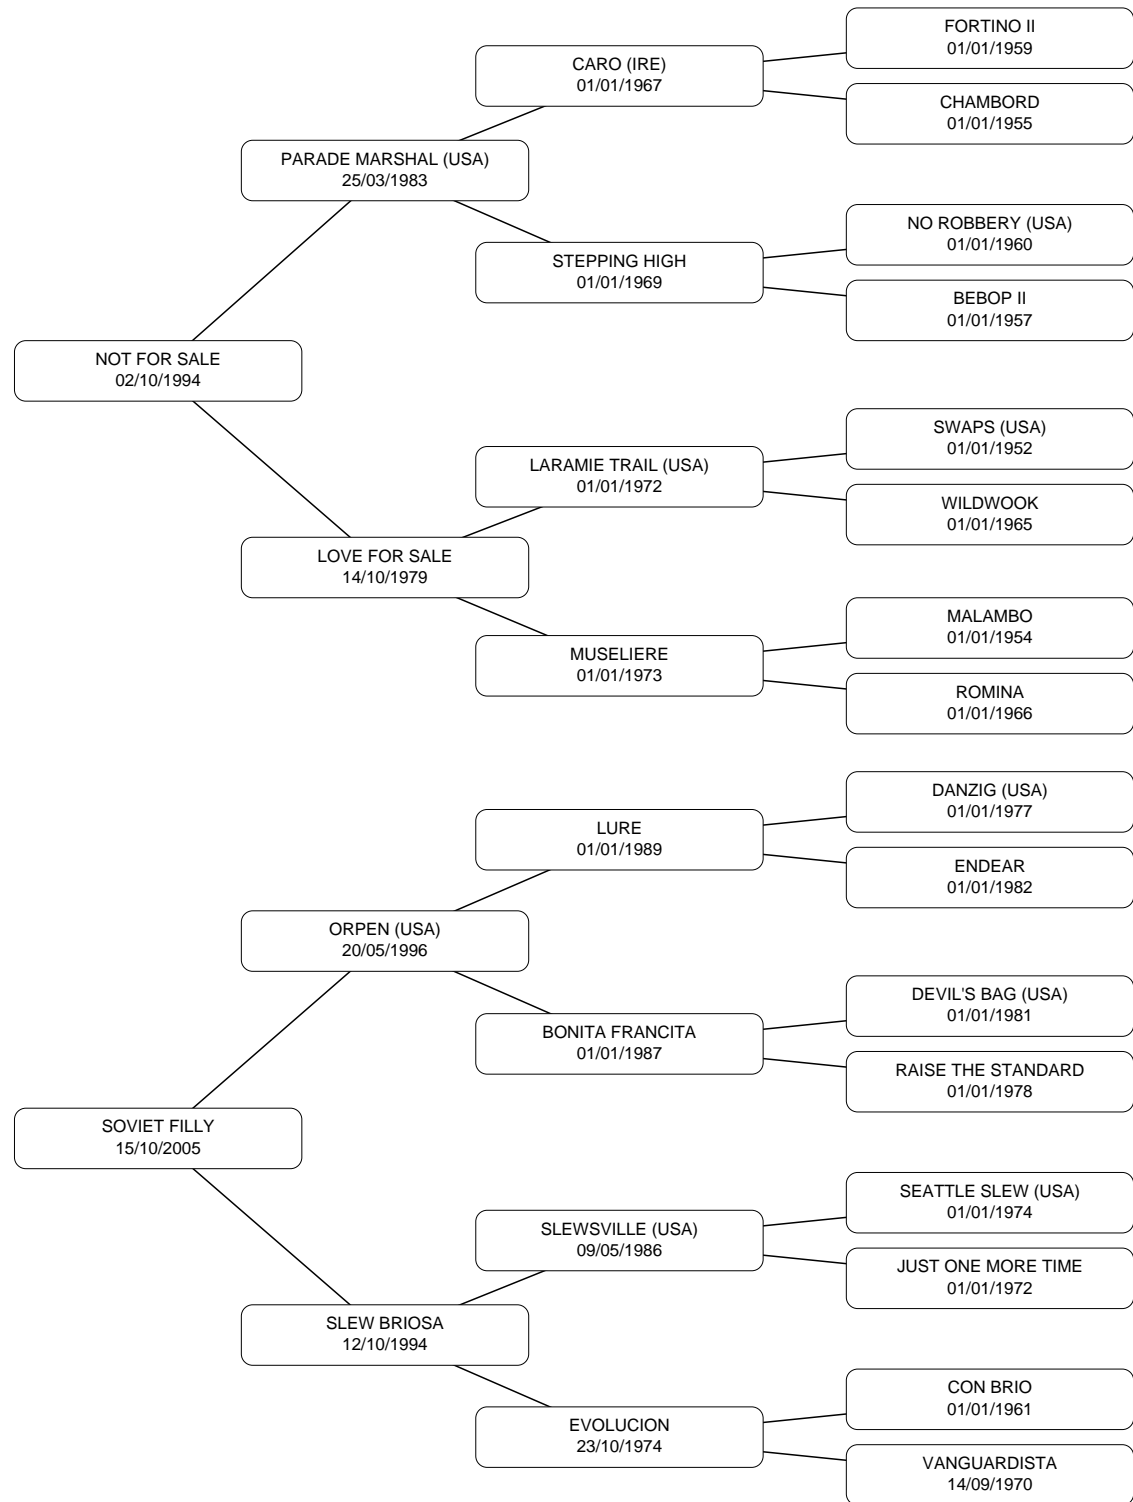 FORTINO II
01/01/1959
CARO (IRE)
01/01/1967
CHAMBORD
01/01/1955
PARADE MARSHAL (USA)
25/03/1983
NO ROBBERY (USA)
01/01/1960
STEPPING HIGH
01/01/1969
BEBOP II
01/01/1957
NOT FOR SALE
02/10/1994
SWAPS (USA)
01/01/1952
LARAMIE TRAIL (USA)
01/01/1972
WILDWOOK
01/01/1965
LOVE FOR SALE
14/10/1979
MALAMBO
01/01/1954
MUSELIERE
01/01/1973
ROMINA
01/01/1966
DANZIG (USA)
01/01/1977
LURE
01/01/1989
ENDEAR
01/01/1982
ORPEN (USA)
20/05/1996
DEVIL'S BAG (USA)
01/01/1981
BONITA FRANCITA
01/01/1987
RAISE THE STANDARD
01/01/1978
SOVIET FILLY
15/10/2005
SEATTLE SLEW (USA)
01/01/1974
SLEWSVILLE (USA)
09/05/1986
JUST ONE MORE TIME
01/01/1972
SLEW BRIOSA
12/10/1994
CON BRIO
01/01/1961
EVOLUCION
23/10/1974
VANGUARDISTA
14/09/1970